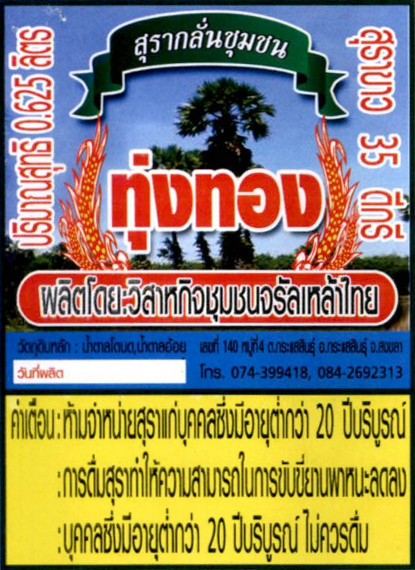 สุรากลั่นชุมชน
ปริมาณสุทธิ 0.625 ลิตร
สุราขาว 35 ดีกรี
ทุ่งทอง
ผลิตโดย:วิสาหกิจชุมชนจรัลเหล้าไทย
วัตถุดิบหลัก : น้ำตาลโตนด,น้ำตาลอ้อย
เลขที่ 140 หมู่ที่ 4 ต.กระแสสินธุ์ อ.กระแสสินธุ์ จ.สงขลา
วันที่ผลิต
โทร. 074-399418, 084-2692313
คำเตือน : ห้ามจำหน่ายสุราแก่บุคคลซึ่งมีอายุต่ำกว่า 20 ปีบริบูรณ์
: การดื่มสุราทำให้ความสามารถในการขับขี่ยานพาหนะลดลง
: บุคคลซึ่งมีอายุต่ำกว่า 20 ปีบริบูรณ์ ไม่ควรดื่ม